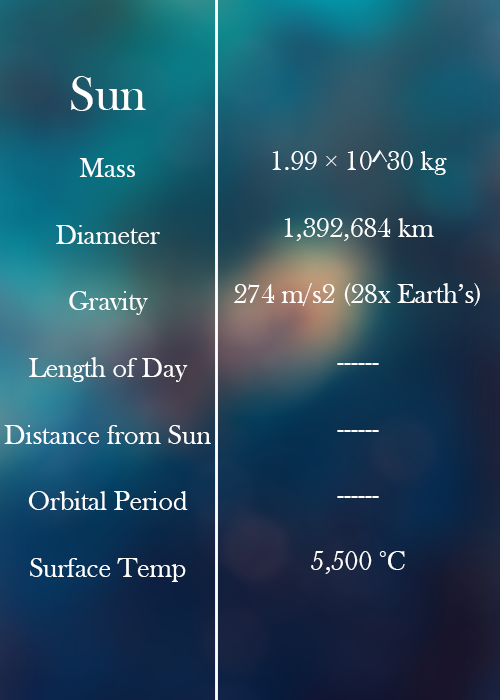 Sun
Mass 1.99 × 10^30 kg
Diameter 1,392,684 km
Gravity 274 m/s2 (28x Earth's)
Length of Day ------
Distance from Sun ------
Orbital Period ------
Surface Temp 5,500 °C